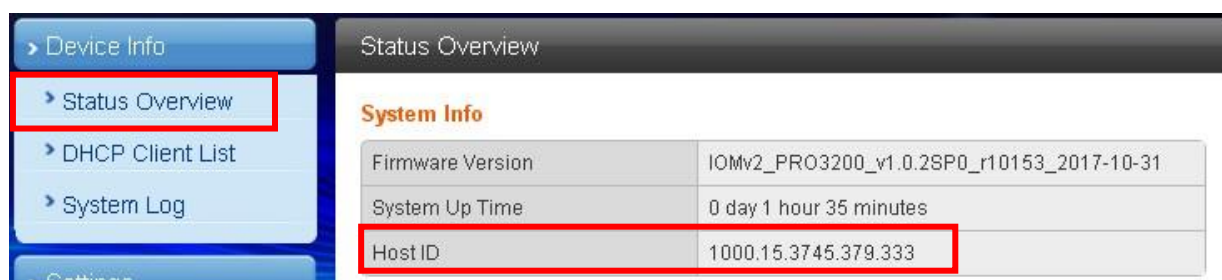 Device Info
Status Overview
DHCP Client List
System Log
Settings
Status Overview
System Info
Firmware Version IOMv2_PRO3200_v1.0.2SP0_r10153_2017-10-31
System Up Time 0 day 1 hour 35 minutes
Host ID 1000.15.3745.379.333